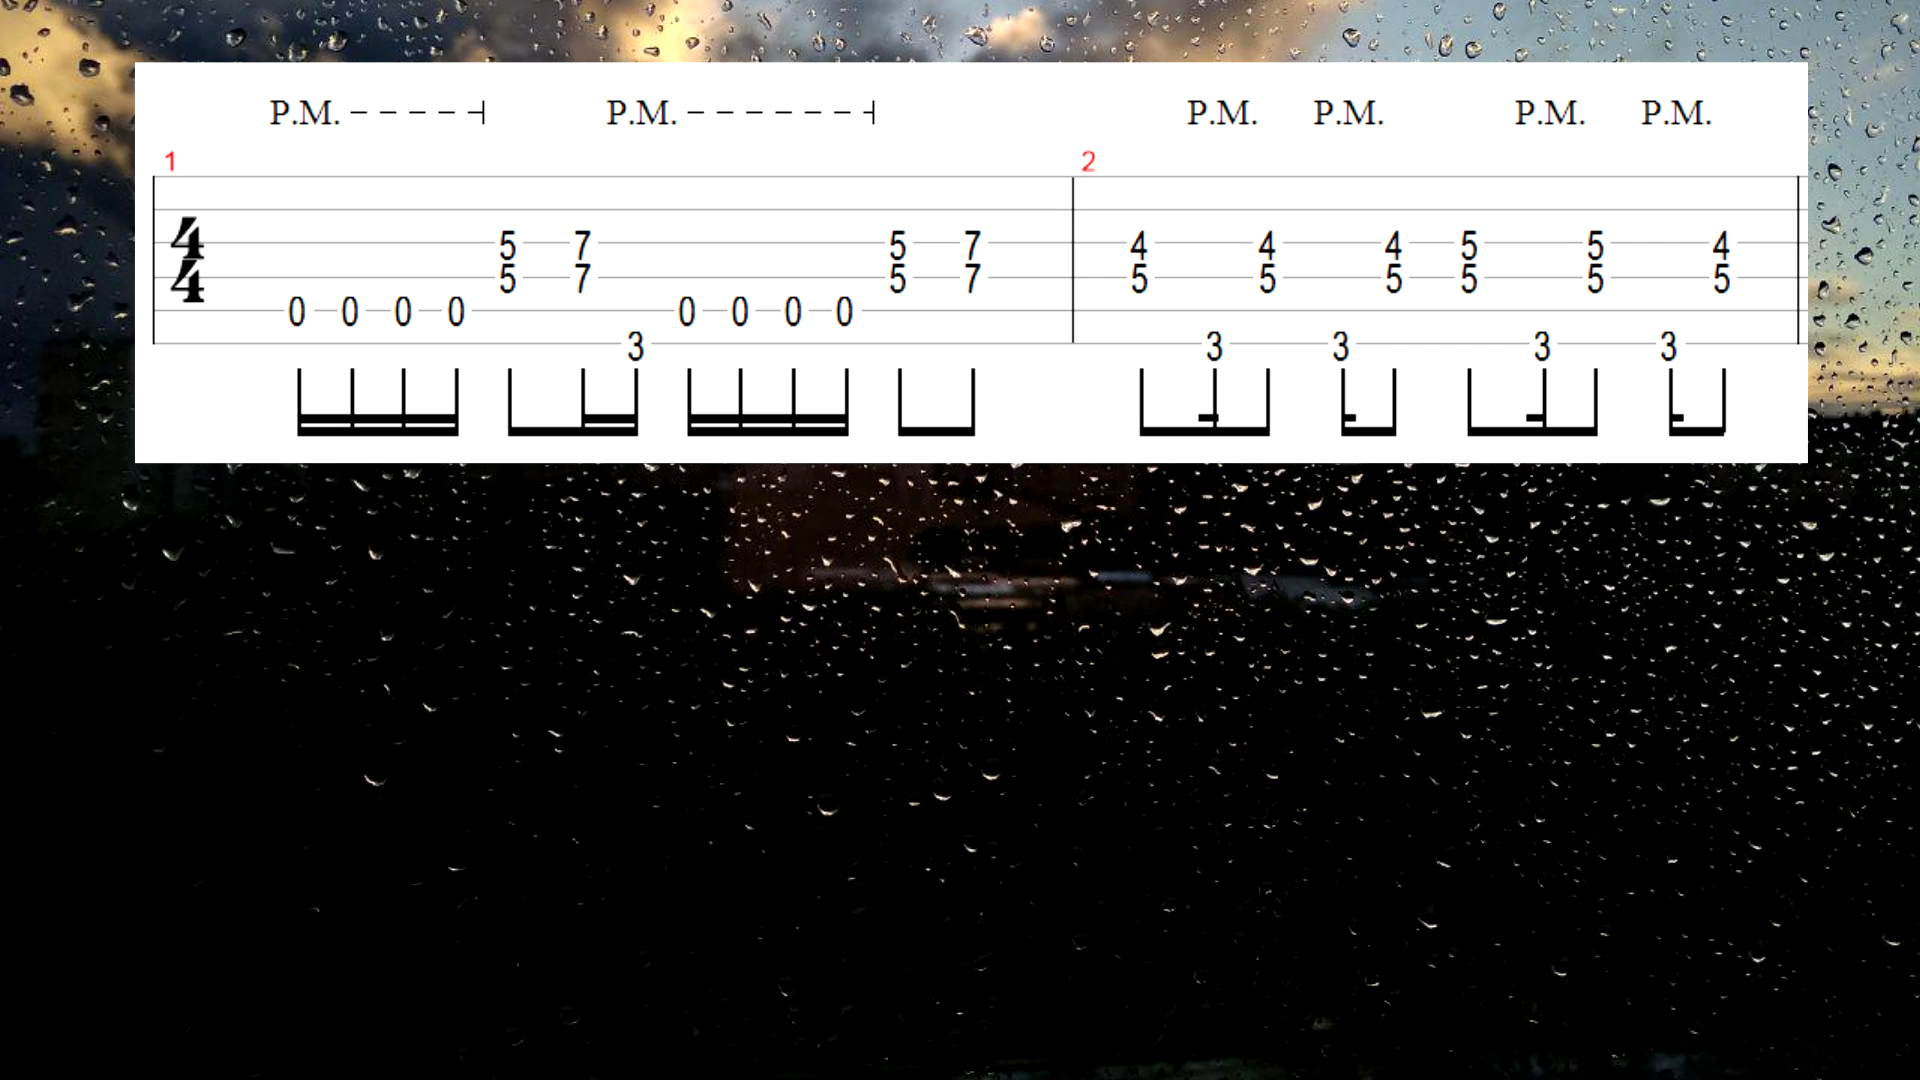 P.M. P.M. P.M. P.M. P.M. P.M.
1 2
4 5 7 5 7 4 4 4 5 5 4
4 5 7 5 7 5 5 5 5 5 5
0 0 0 0 0 0 0 0
3 3 3 3 3